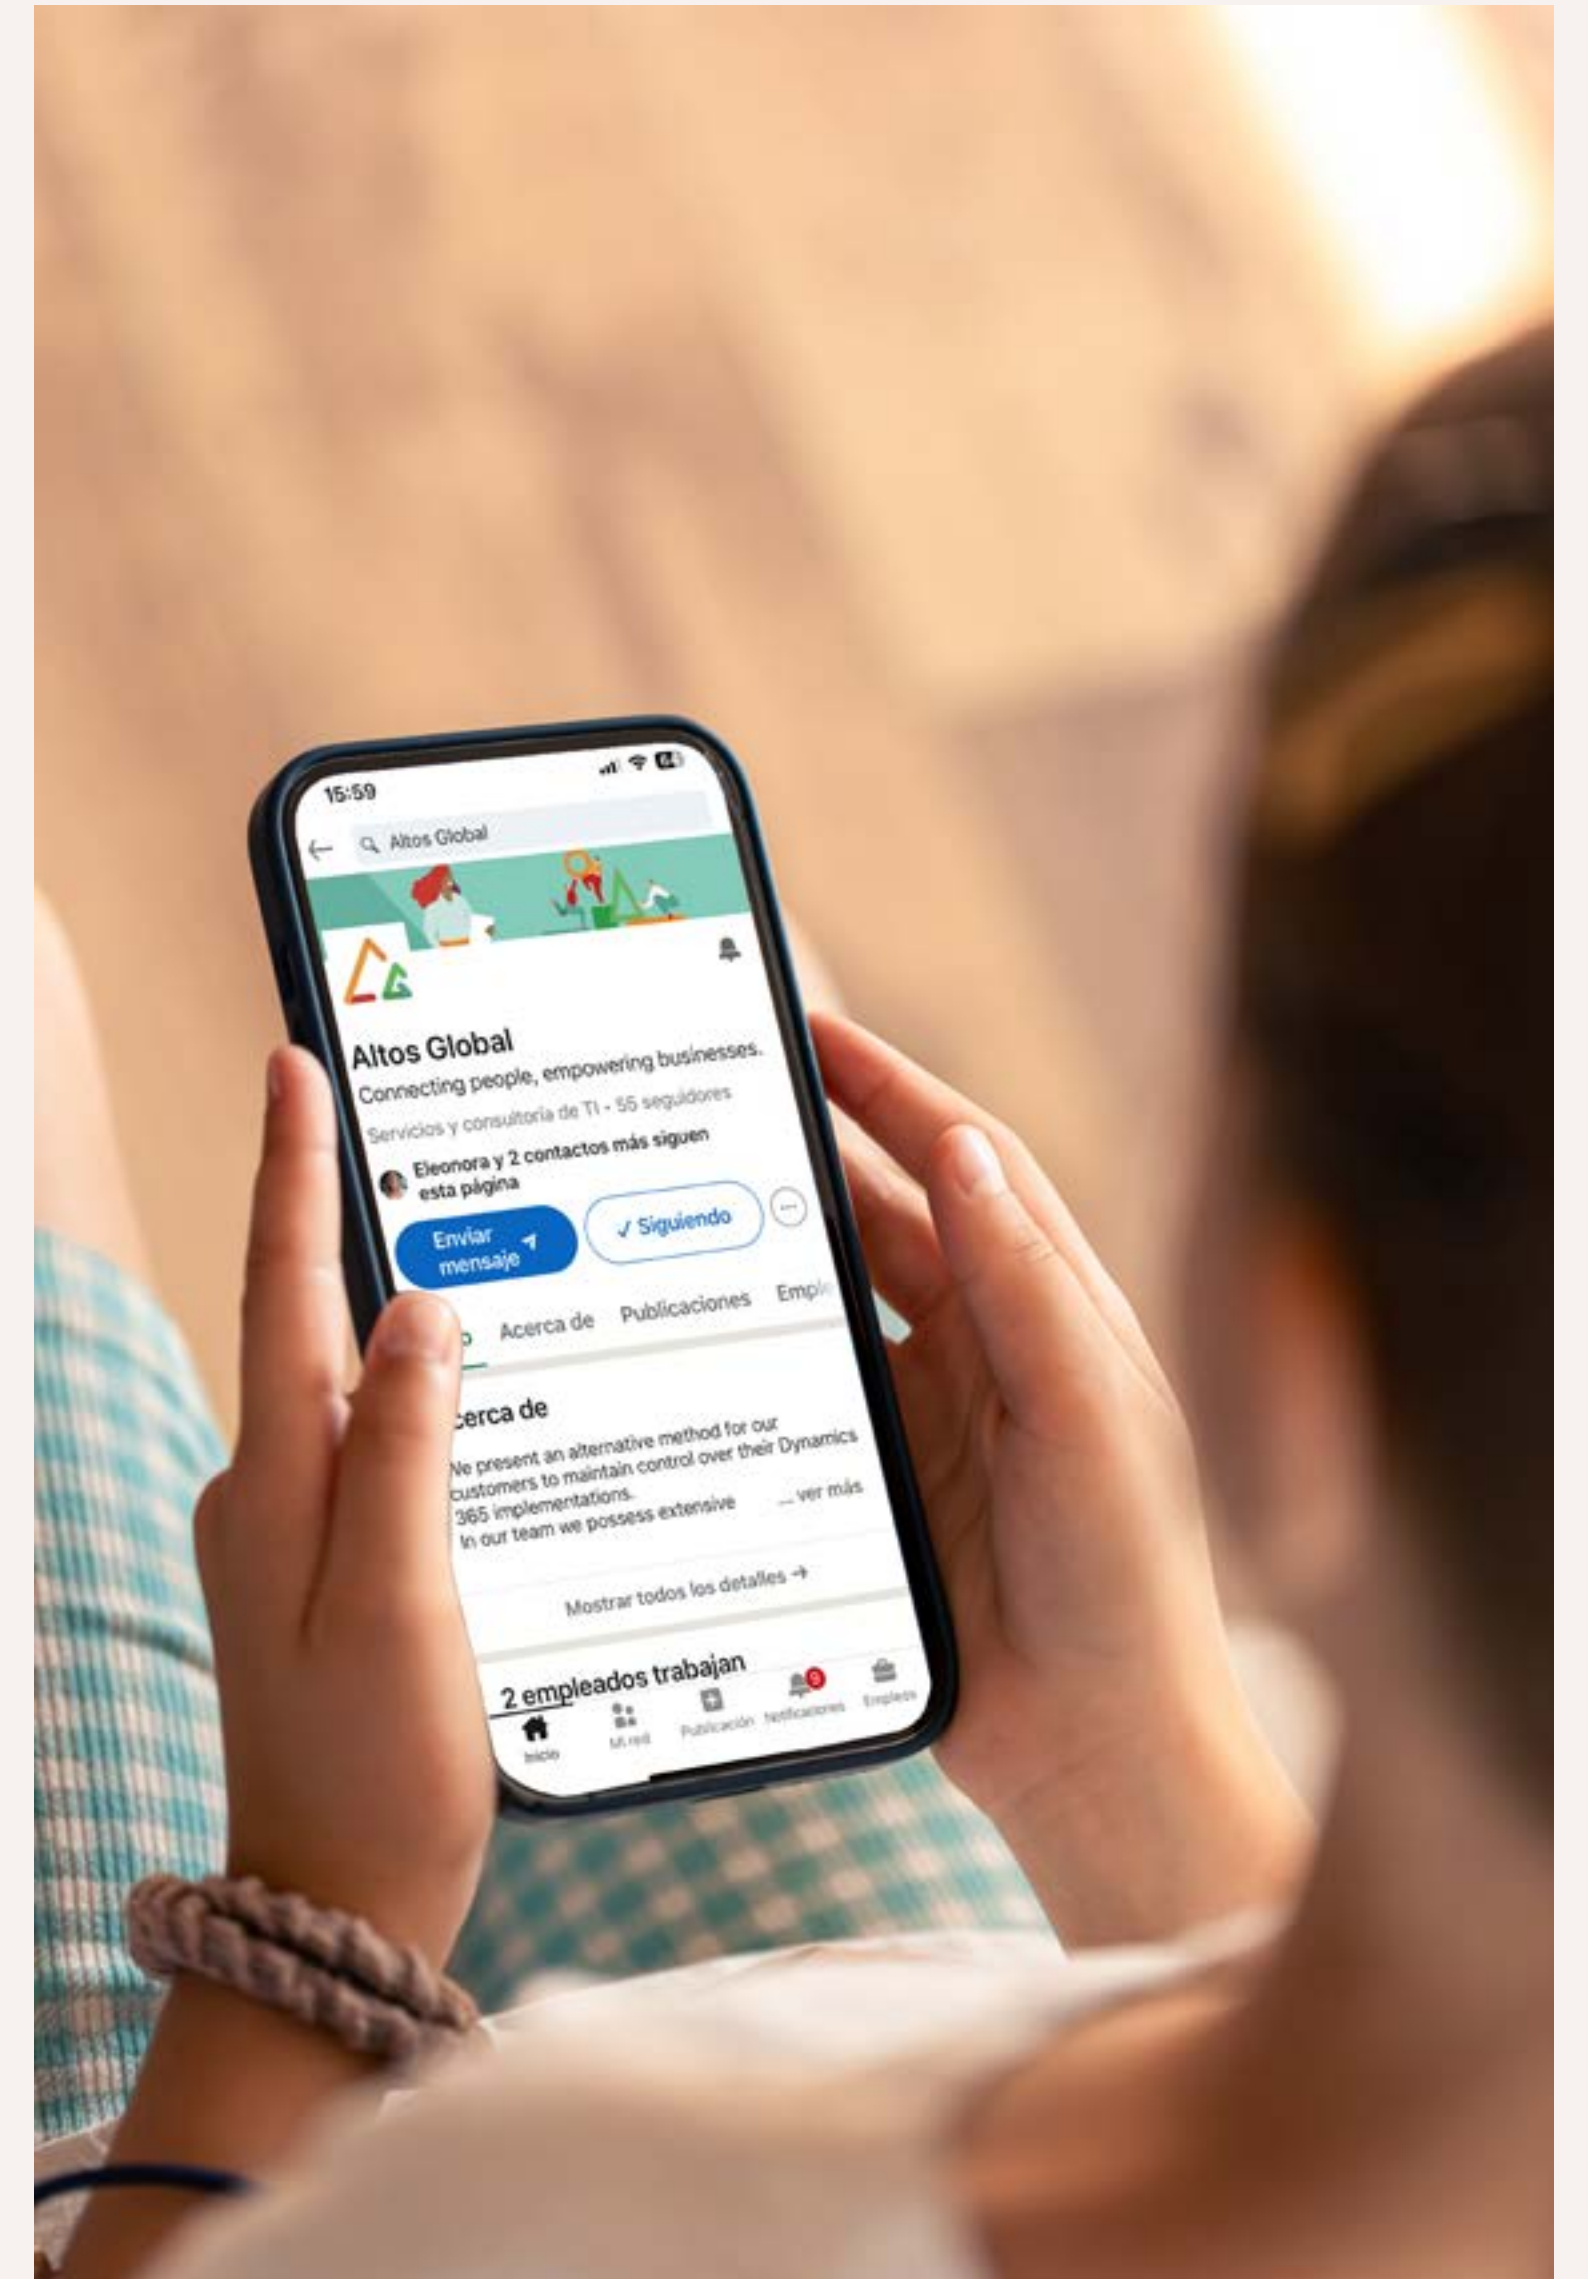 15:59
64
Altos Global
Altos Global
Connecting people, empowering businesses.
Servicios y consultoría de TI - 55 seguidores
Eleonora y 2 contactos más siguen
esta página
Enviar
mensaje
✓ Siguiendo
o Acerca de Publicaciones Emple
cerca de
We present an alternative method for our
customers to maintain control over their Dynamics
365 implementations.
In our team we possess extensive ... ver más
Mostrar todos los detalles →
2 empleados trabajan
9
Inicio Mi red Publicación Notificaciones Empleos